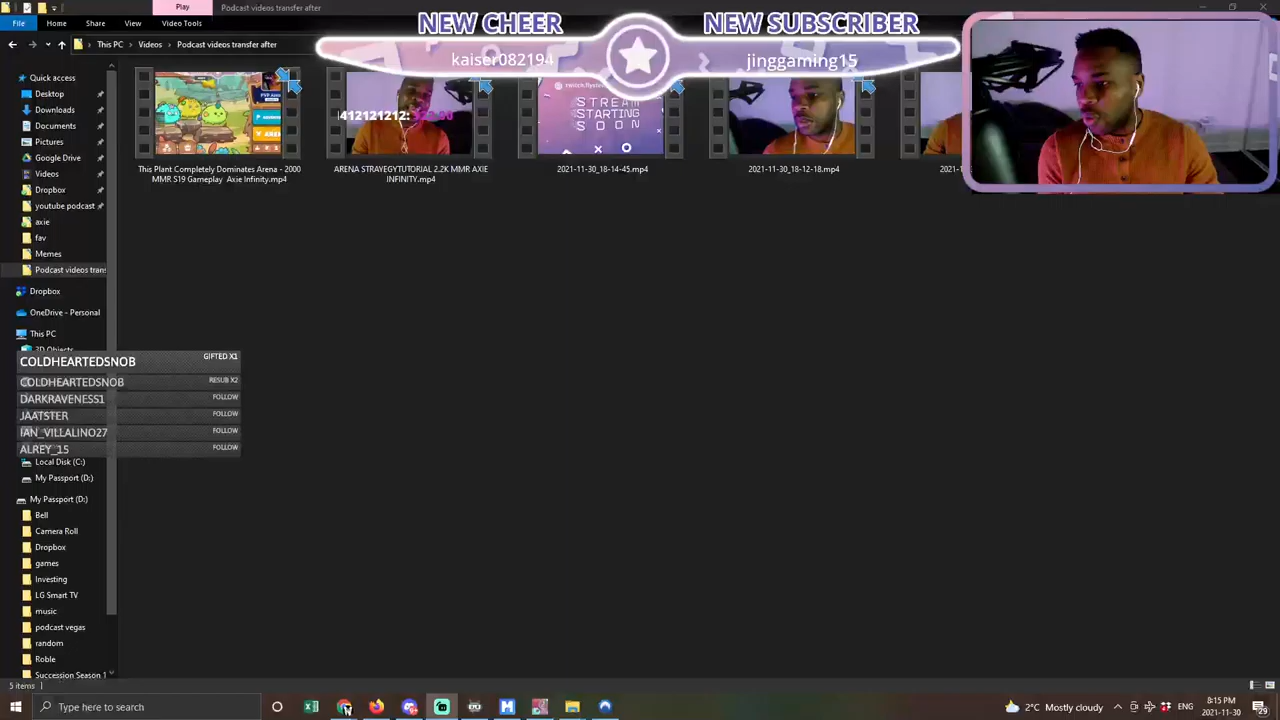 Play
Podcast videos transfer after
File
Home
Share
View
Video Tools
This PC
Videos
Podcast videos transfer after
NEW CHEER
kaiser082194
NEW SUBSCRIBER
jinggaming15
Quick access
Desktop
Downloads
Documents
Pictures
Google Drive
Videos
Dropbox
youtube podcast
axie
fav
Memes
Podcast videos trans
Dropbox
OneDrive - Personal
This PC
3D Objects
412121212:
STREAM
STARTING
SOON
This Plant Completely Dominates Arena - 2000
MMR S19 Gameplay Axie Infinity.mp4
ARENA STRAYEGYTUTORIAL 2.2K MMR AXIE
INFINITY.mp4
2021-11-30_18-14-45.mp4
2021-11-30_18-12-18.mp4
COLDHEARTEDSNOB GIFTED X1
COLDHEARTEDSNOB RESUB X2
DARKRAVENESS1 FOLLOW
JAATSTER FOLLOW
IAN_VILLALINO27 FOLLOW
ALREY_15 FOLLOW
Local Disk (C:)
My Passport (D:)
My Passport (D:)
Bell
Camera Roll
Dropbox
games
Investing
LG Smart TV
music
podcast vegas
random
Roble
Succession Season 1
5 items
Type here to search
2°C Mostly cloudy
ENG
8:15 PM
2021-11-30